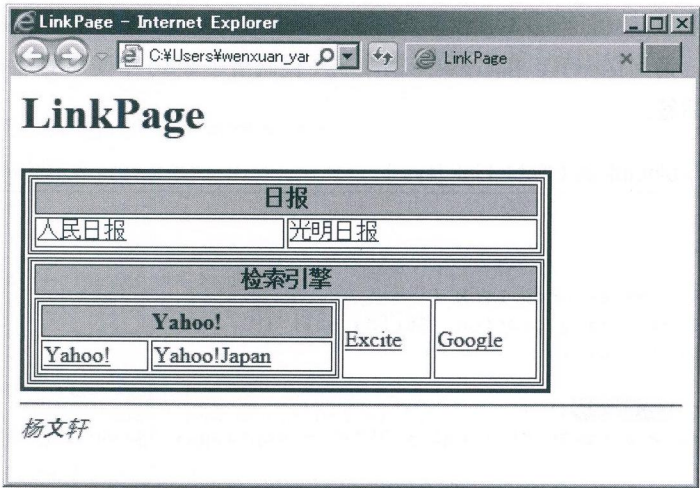 LinkPage - Internet Explorer
C:¥Users¥wenxuan_yar LinkPage
LinkPage
日报
人民日报 光明日报
检索引擎
Yahoo!
Yahoo! Yahoo!Japan Excite Google
杨文轩